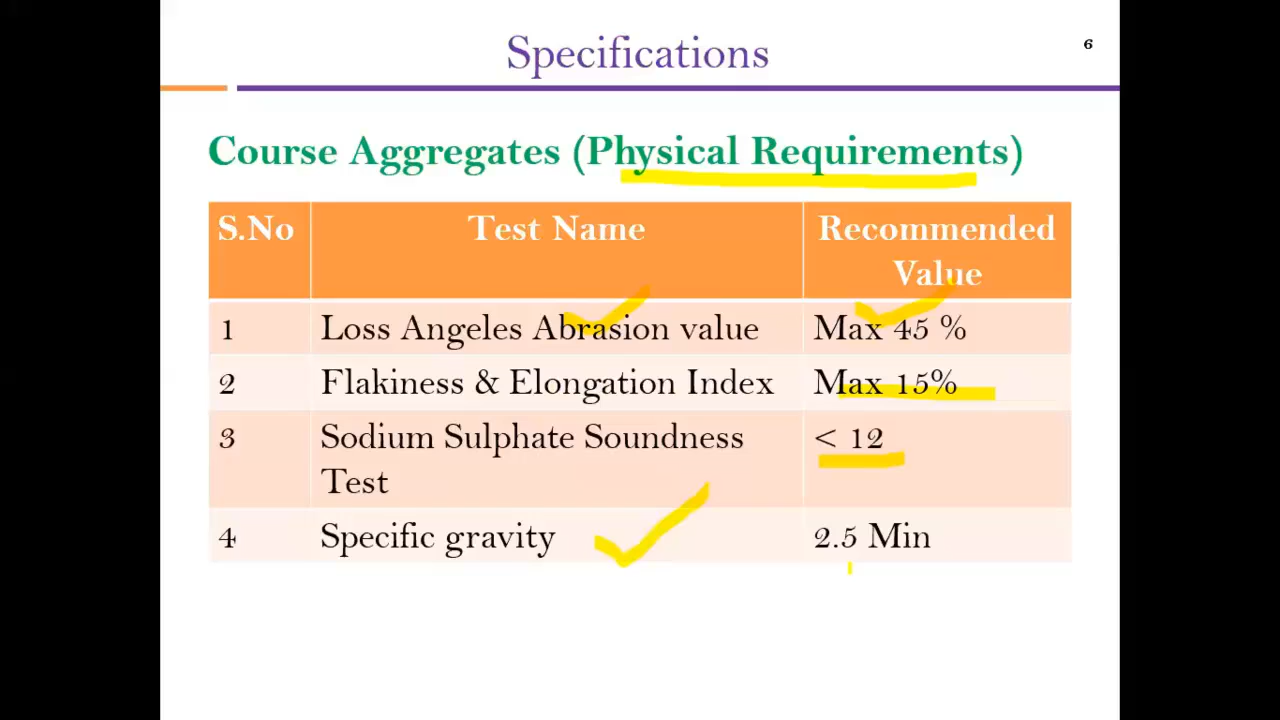 Specifications
6
Course Aggregates (Physical Requirements)
S.No Test Name Recommended
Value
1 Loss Angeles Abrasion value Max 45 %
2 Flakiness & Elongation Index Max 15%
3 Sodium Sulphate Soundness < 12
Test
4 Specific gravity 2.5 Min